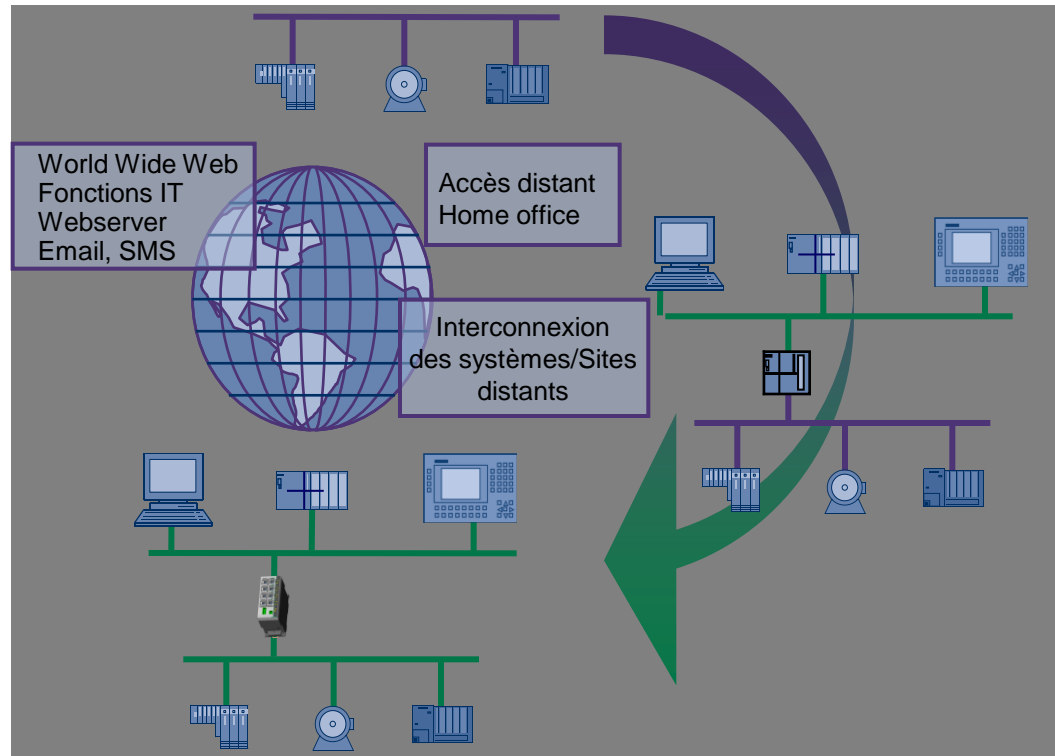 World Wide Web
Fonctions IT
Webserver
Email, SMS
Accès distant
Home office
Interconnexion
des systèmes/Sites
distants